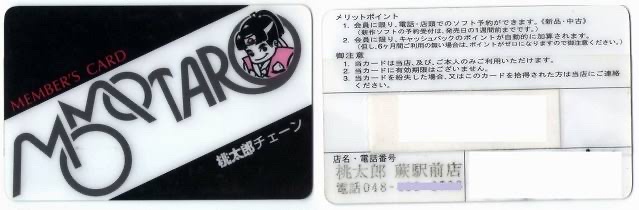 MEMBER'S CARD
MOMOTARO
桃太郎チェーン
メリットポイント
1. 会員に限り、電話・店頭でのソフト予約ができます。《新品・中古》
(新作ソフトの予約受付は、発売日の1週間前までです。)
2. 会員に限り、キャッシュバックのポイントが自動的に加算されます。
(但し、6ヶ月間ご利用の無い場合は、ポイントがゼロになりますので御注意ください。)
御注意
1. 当カードは当店、及び、ご本人のみご利用いただけます。
2. 当カードに有効期限はございません。
3. 当カードを紛失した場合、又はこのカードを拾得された方は当店にご連絡
ください。
店名・電話番号
桃太郎 蕨駅前店
電話048-